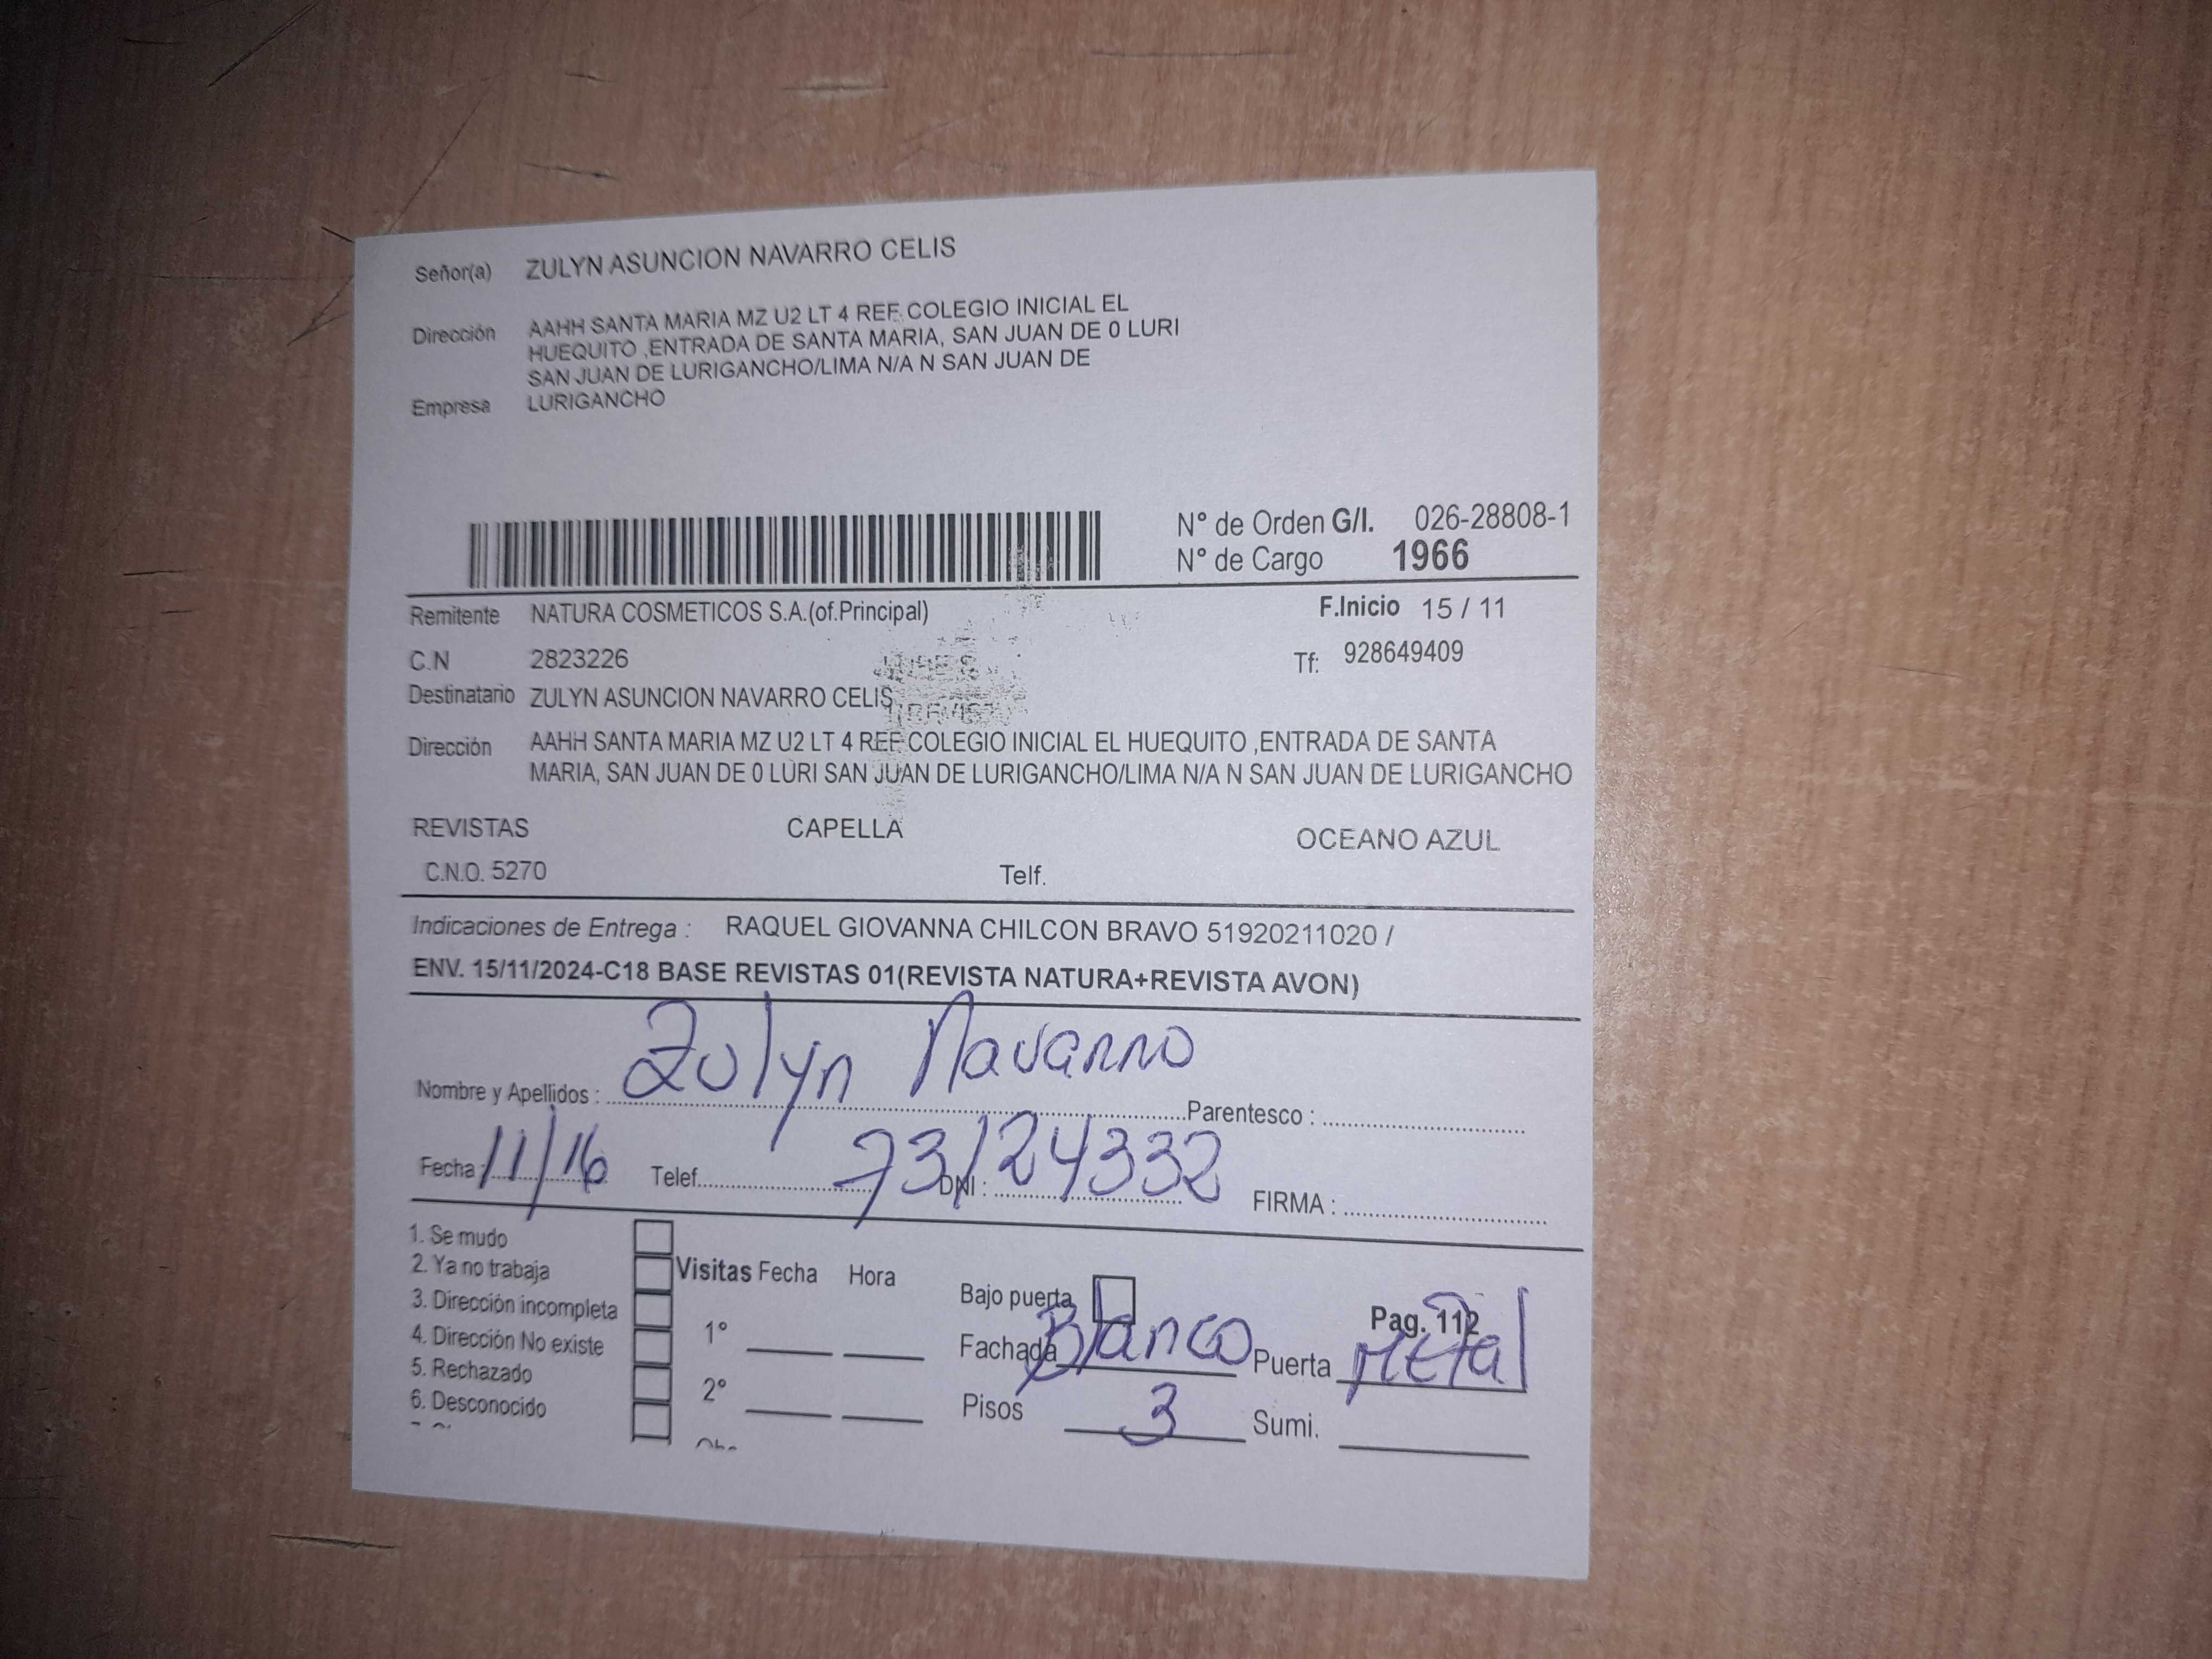 Señor(a) ZULYN ASUNCION NAVARRO CELIS
Dirección AAHH SANTA MARIA MZ U2 LT 4 REF. COLEGIO INICIAL EL
HUEQUITO ,ENTRADA DE SANTA MARIA, SAN JUAN DE 0 LURI
SAN JUAN DE LURIGANCHO/LIMA N/A N SAN JUAN DE
Empresa LURIGANCHO
N° de Orden G/I. 026-28808-1
N° de Cargo 1966
Remitente NATURA COSMETICOS S.A.(of.Principal) F.Inicio 15 / 11
C.N 2823226 Tf: 928649409
Destinatario ZULYN ASUNCION NAVARRO CELIS
Dirección AAHH SANTA MARIA MZ U2 LT 4 REF COLEGIO INICIAL EL HUEQUITO ,ENTRADA DE SANTA
MARIA, SAN JUAN DE 0 LURI SAN JUAN DE LURIGANCHO/LIMA N/A N SAN JUAN DE LURIGANCHO
REVISTAS CAPELLA OCEANO AZUL
C.N.O. 5270 Telf.
Indicaciones de Entrega : RAQUEL GIOVANNA CHILCON BRAVO 51920211020 /
ENV. 15/11/2024-C18 BASE REVISTAS 01(REVISTA NATURA+REVISTA AVON)
Nombre y Apellidos : Zulyn Navarro Parentesco :
Fecha : 11/16 Telef. DNI : 73124332 FIRMA :
1. Se mudo
2. Ya no trabaja Visitas Fecha Hora
3. Dirección incompleta Bajo puerta Pag. 112
4. Dirección No existe 1° Fachada Blanco Puerta Metal
5. Rechazado
6. Desconocido 2° Pisos 3 Sumi.